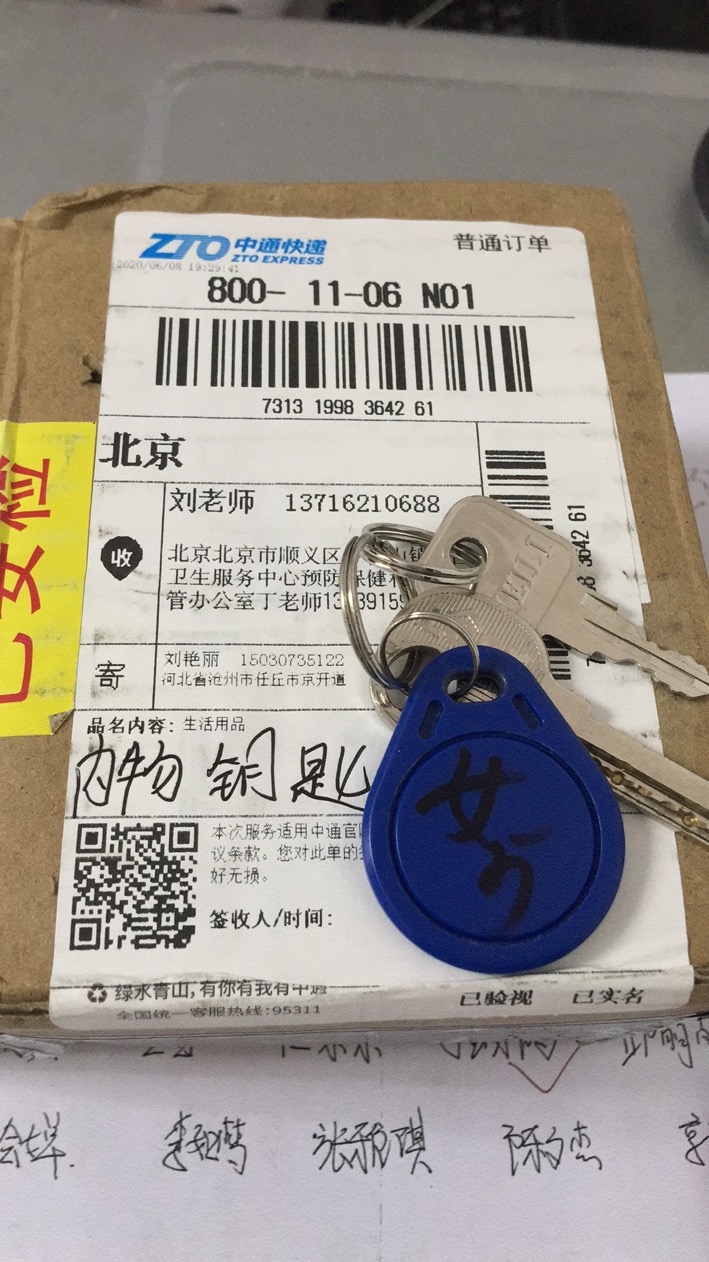 ZTO 中通快递
ZTO EXPRESS
普通订单
2020/06/08 19:29:41
800- 11-06 N01
7313 1998 3642 61
北京
已安检
刘老师 13716210688
收
北京北京市顺义区
卫生服务中心预防保健
管办公室丁老师
3642 61
寄
刘艳丽 15030735122
河北省沧州市任丘市京开道
品名内容: 生活用品
内物 钥匙
本次服务适用中通官
议条款。您对此单的
好无损。
签收人/时间:
绿水青山,有你有我有中通
全国统一客服热线:95311
已验视 已实名
女